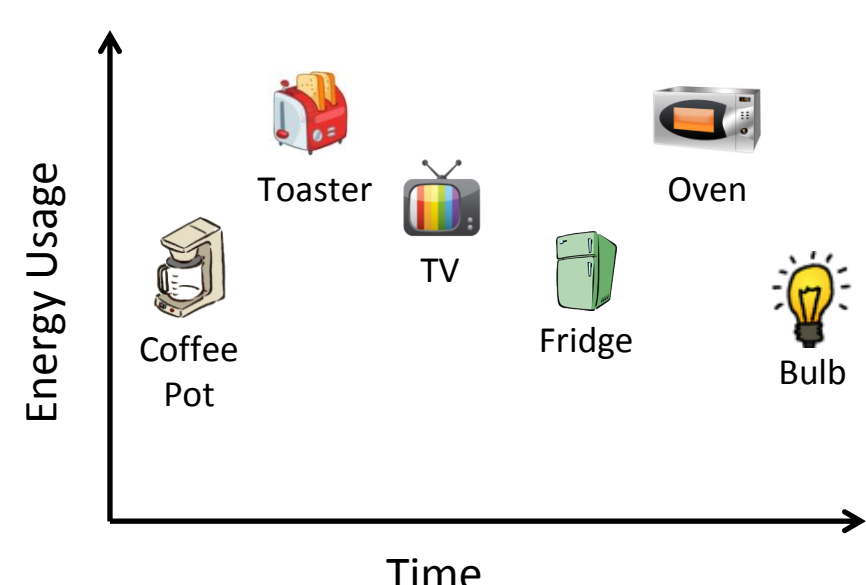 Energy Usage
Toaster
Oven
TV
Fridge
Coffee
Pot
Bulb
Time